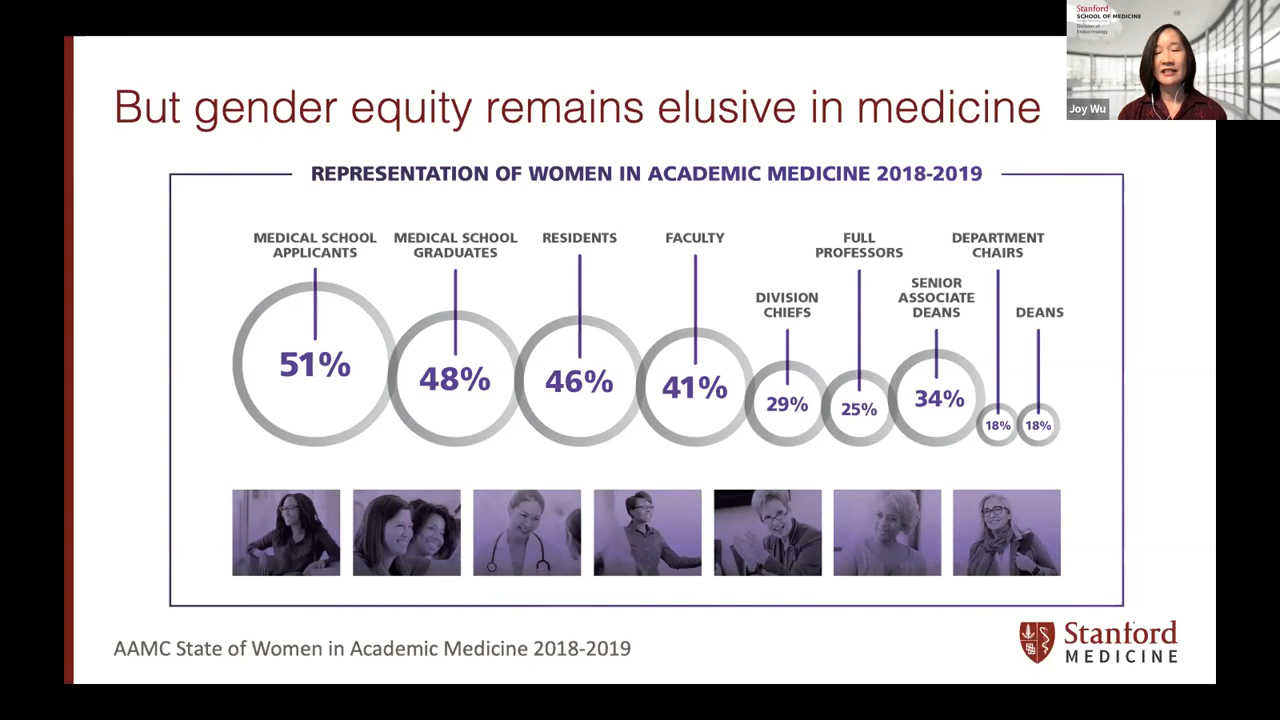 Stanford
SCHOOL OF MEDICINE
Division of
Endocrinology
Joy Wu
But gender equity remains elusive in medicine
REPRESENTATION OF WOMEN IN ACADEMIC MEDICINE 2018-2019
MEDICAL SCHOOL
APPLICANTS
51%
MEDICAL SCHOOL
GRADUATES
48%
RESIDENTS
46%
FACULTY
41%
DIVISION
CHIEFS
29%
FULL
PROFESSORS
25%
SENIOR
ASSOCIATE
DEANS
34%
DEPARTMENT
CHAIRS
18%
DEANS
18%
AAMC State of Women in Academic Medicine 2018-2019
Stanford
MEDICINE